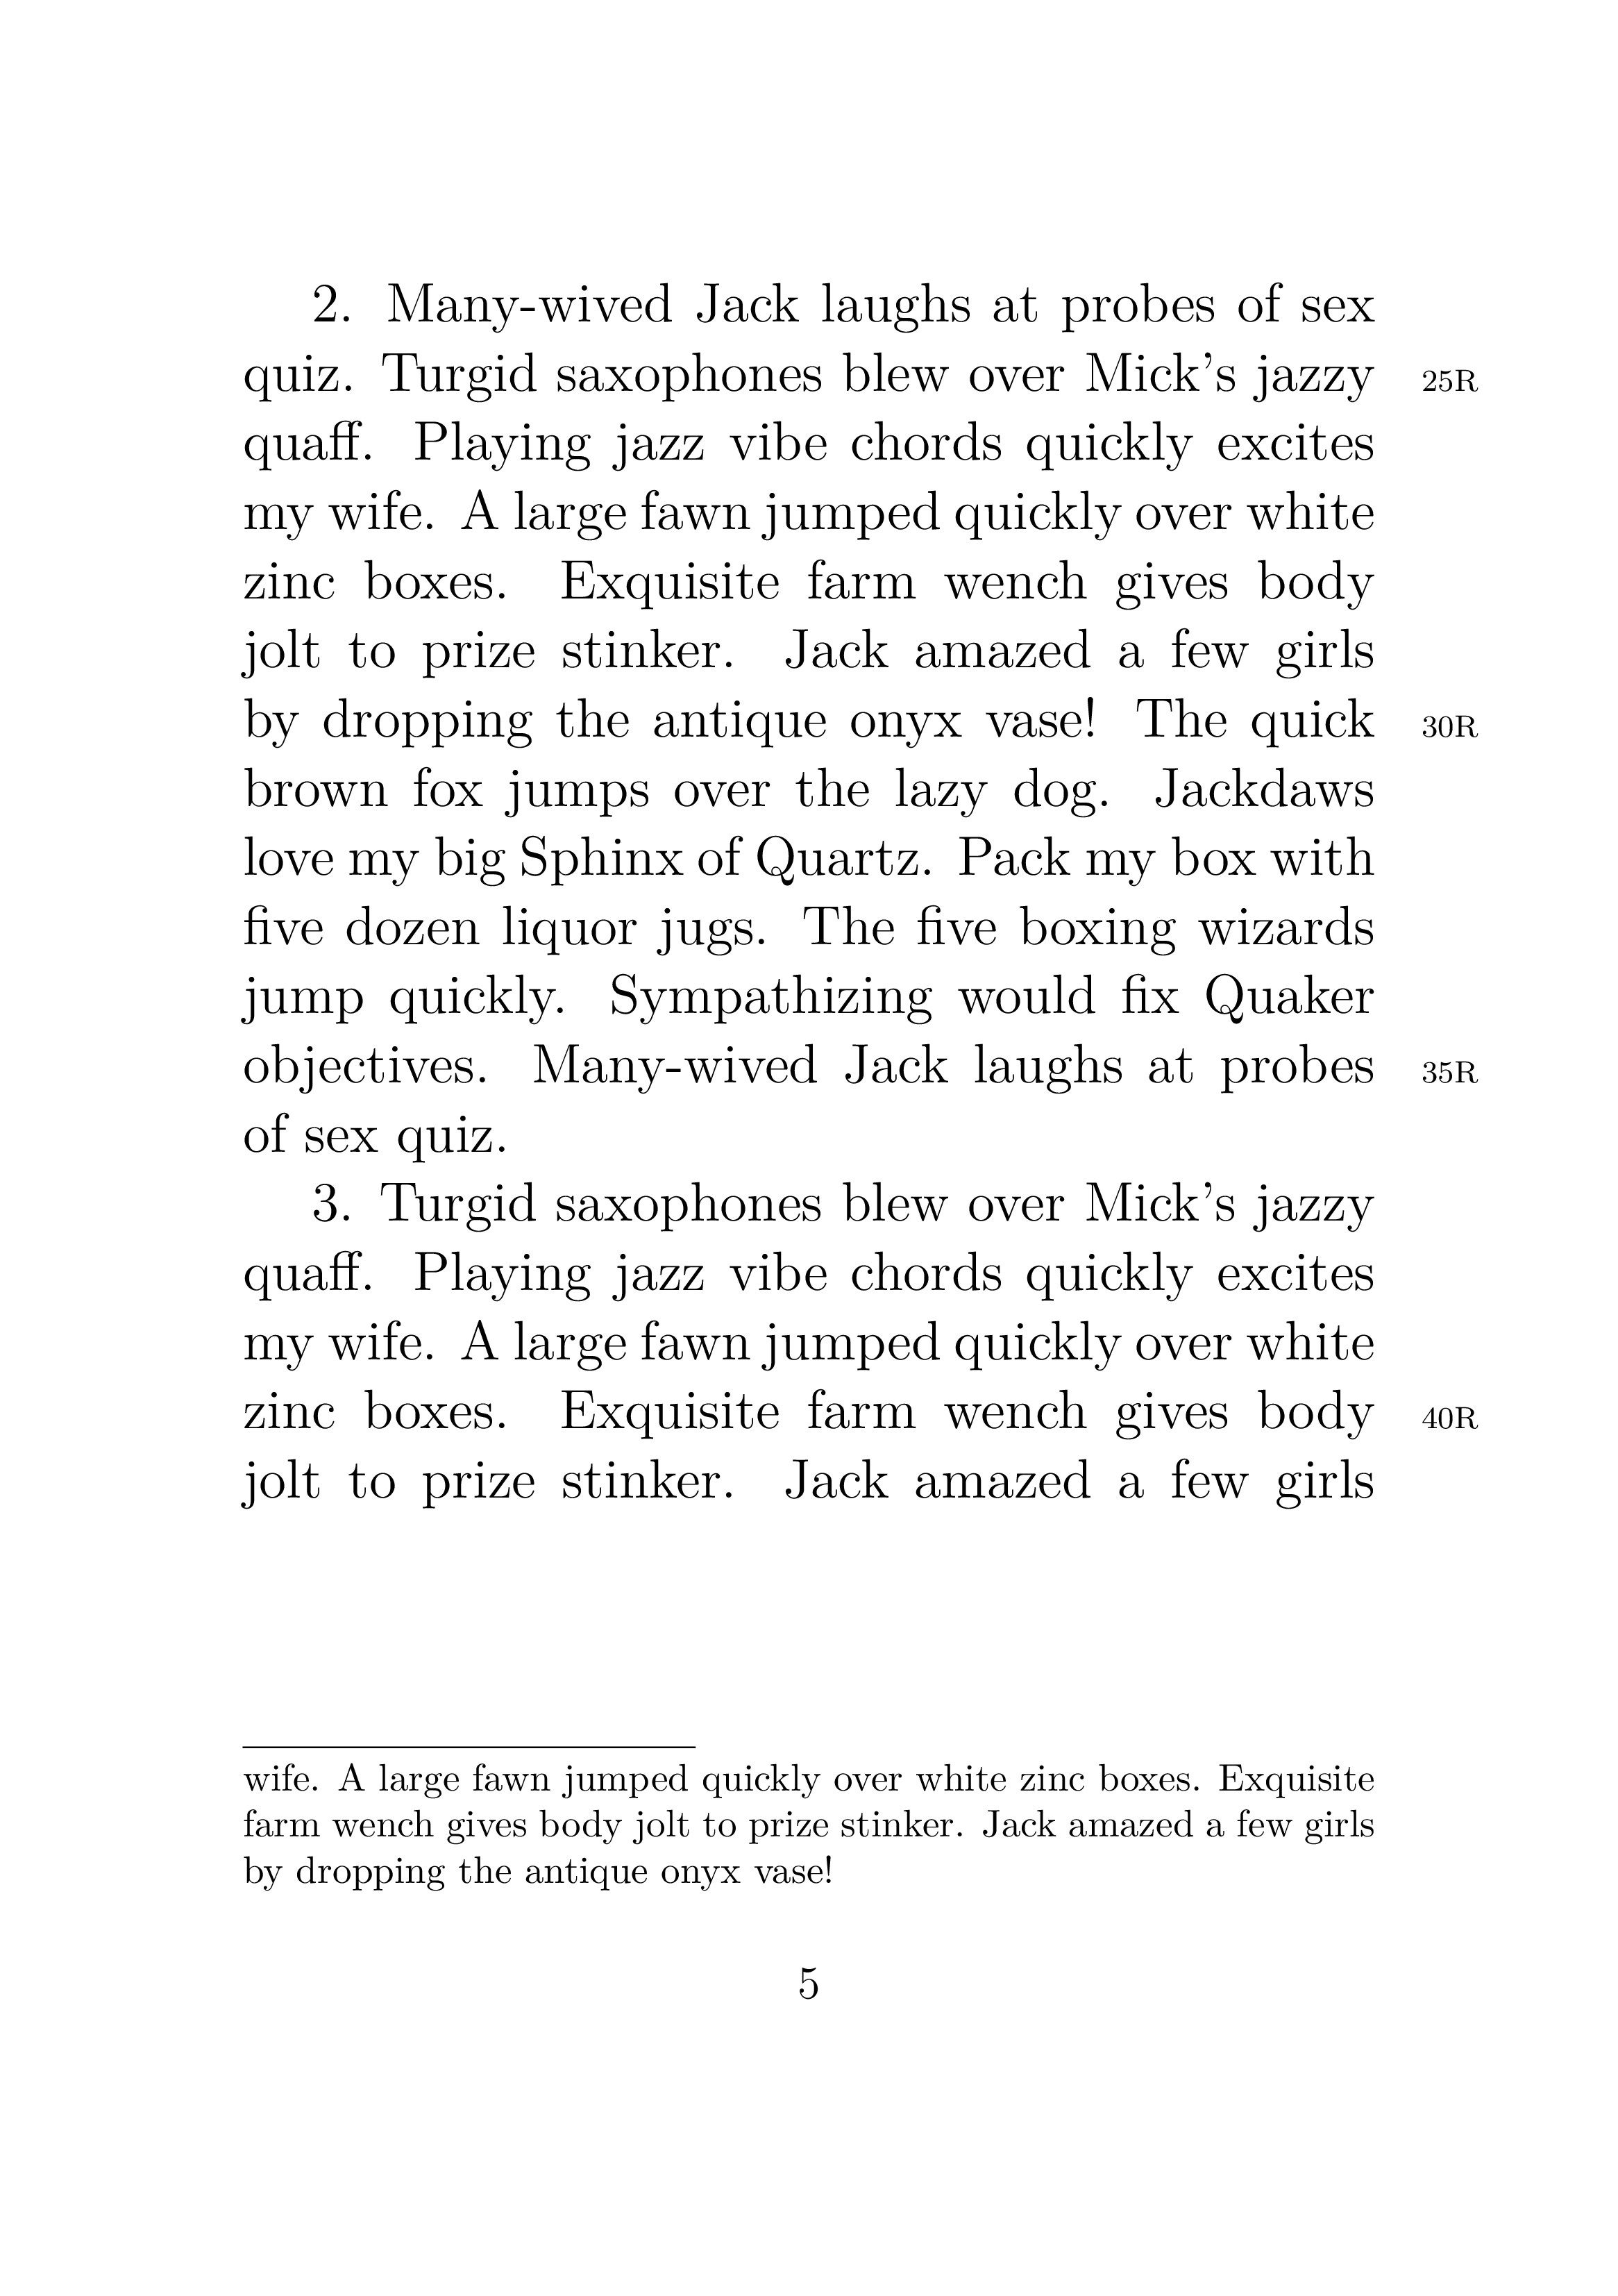 2. Many-wived Jack laughs at probes of sex
quiz. Turgid saxophones blew over Mick’s jazzy 25R
quaff. Playing jazz vibe chords quickly excites
my wife. A large fawn jumped quickly over white
zinc boxes. Exquisite farm wench gives body
jolt to prize stinker. Jack amazed a few girls
by dropping the antique onyx vase! The quick 30R
brown fox jumps over the lazy dog. Jackdaws
love my big Sphinx of Quartz. Pack my box with
five dozen liquor jugs. The five boxing wizards
jump quickly. Sympathizing would fix Quaker
objectives. Many-wived Jack laughs at probes 35R
of sex quiz.
3. Turgid saxophones blew over Mick’s jazzy
quaff. Playing jazz vibe chords quickly excites
my wife. A large fawn jumped quickly over white
zinc boxes. Exquisite farm wench gives body 40R
jolt to prize stinker. Jack amazed a few girls
wife. A large fawn jumped quickly over white zinc boxes. Exquisite
farm wench gives body jolt to prize stinker. Jack amazed a few girls
by dropping the antique onyx vase!
5